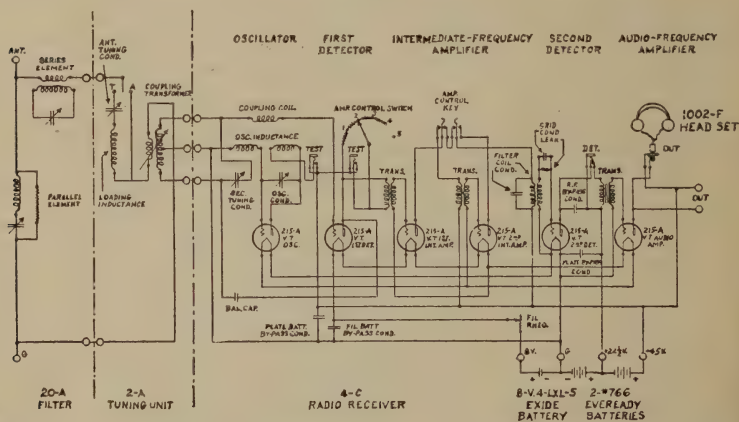 OSCILLATOR
FIRST
DETECTOR
INTERMEDIATE-FREQUENCY
AMPLIFIER
SECOND
DETECTOR
AUDIO-FREQUENCY
AMPLIFIER
ANT.
SERIES
ELEMENT
ANT.
TUNING
COND.
A
COUPLING
TRANSFORMER
COUPLING COIL
AMP. CONTROL SWITCH
AMP.
CONTROL
KEY
GRID
COND
LEAK
1002-F
HEAD SET
OUT
OSC. INDUCTANCE
TEST
TEST
FILTER
COIL COND.
DET.
TRANS.
TRANS.
TRANS.
OUT
PARALLEL
ELEMENT
LOADING
INDUCTANCE
SEC.
TUNING
COND.
OSC.
COND.
R.F.
BY-PASS
COND.
215-A
V.T.
OSC.
215-A
V.T.
1ST DET.
215-A
V.T. 1ST.
INT. AMP.
215-A
V.T. 2ND
INT. AMP.
215-A
V.T.
2ND DET.
215-A
V.T. AUDIO
AMP.
COND
BAL. CAP.
PLATE BATT.
BY-PASS COND.
FIL. BATT.
BY-PASS COND.
FIL
RHEO.
G
8V.
G
+22½V
+45V
20-A
FILTER
2-A
TUNING UNIT
4-C
RADIO RECEIVER
8-V. 4-LXL-5
EXIDE
BATTERY
2-#766
EVEREADY
BATTERIES